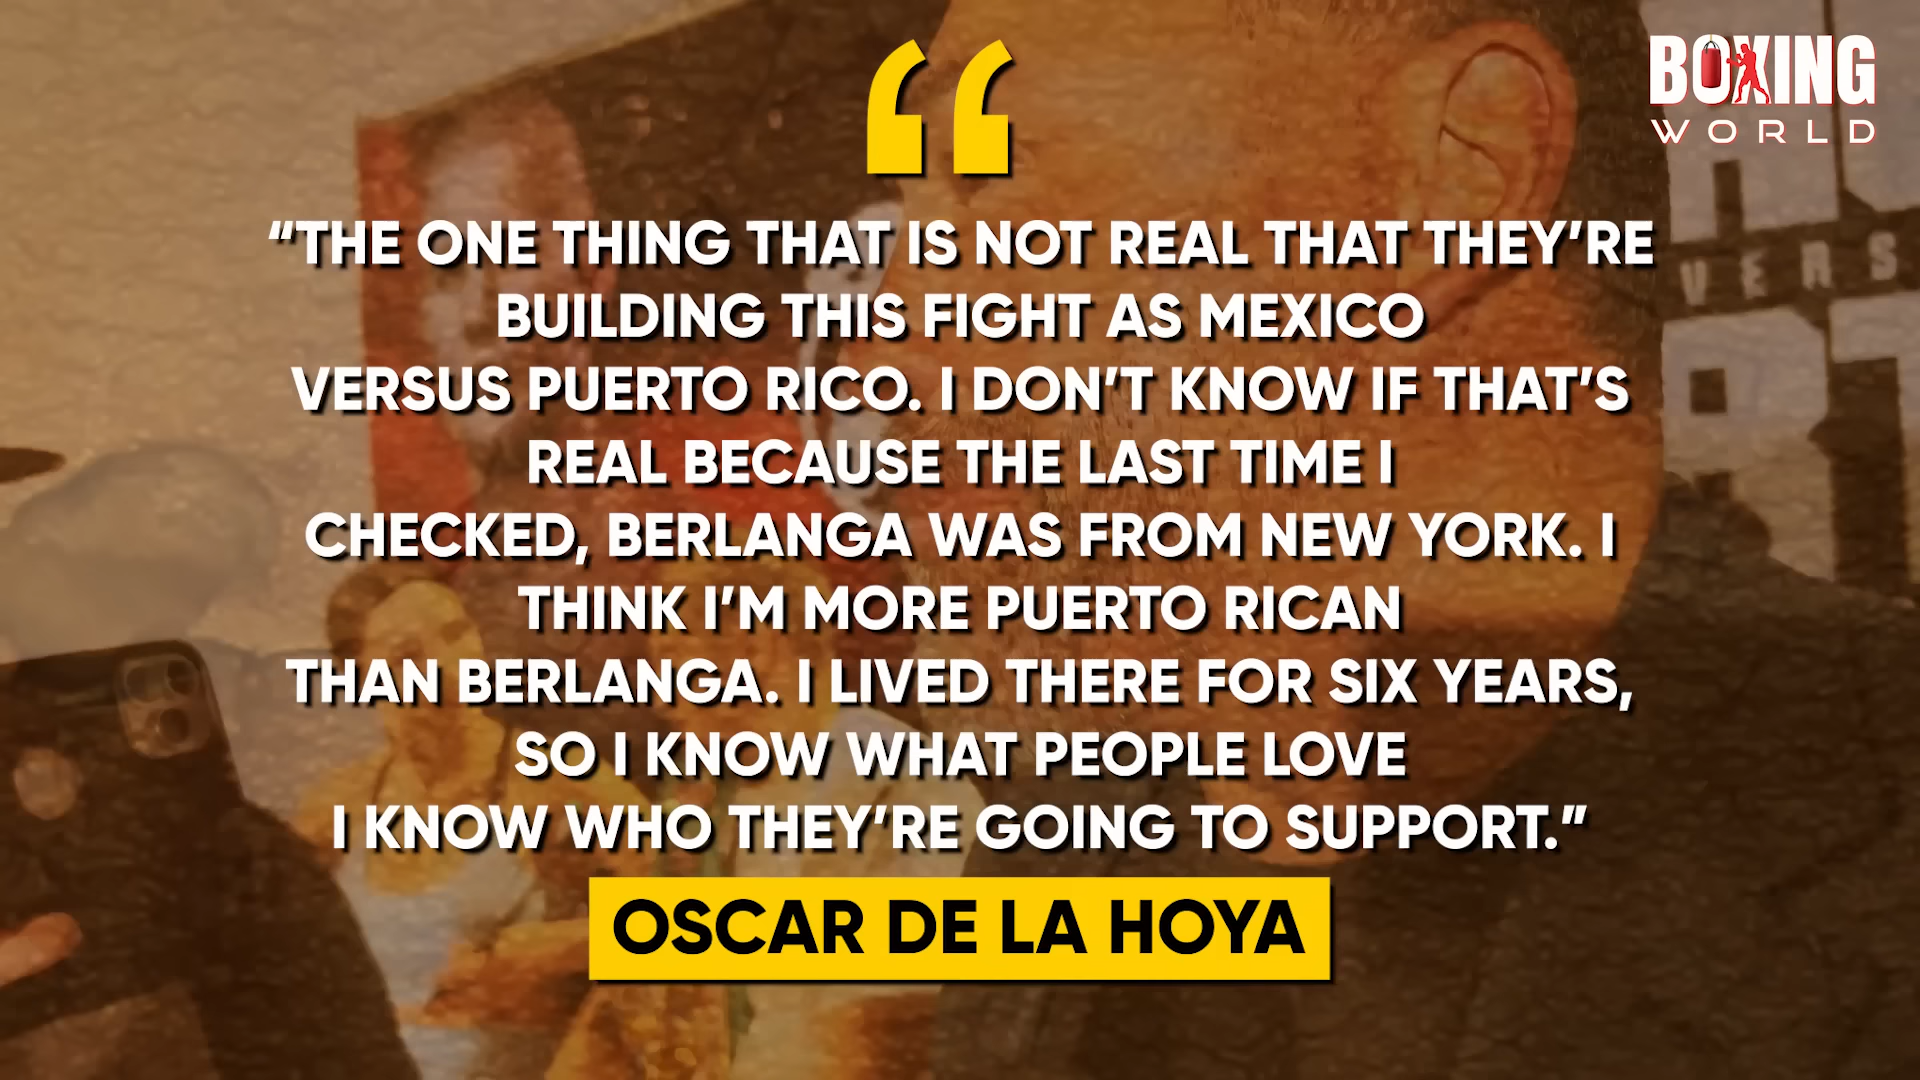 “
BOXING
WORLD
“THE ONE THING THAT IS NOT REAL THAT THEY’RE
BUILDING THIS FIGHT AS MEXICO
VERSUS PUERTO RICO. I DON’T KNOW IF THAT’S
REAL BECAUSE THE LAST TIME I
CHECKED, BERLANGA WAS FROM NEW YORK. I
THINK I’M MORE PUERTO RICAN
THAN BERLANGA. I LIVED THERE FOR SIX YEARS,
SO I KNOW WHAT PEOPLE LOVE
I KNOW WHO THEY’RE GOING TO SUPPORT.”
OSCAR DE LA HOYA
VERS